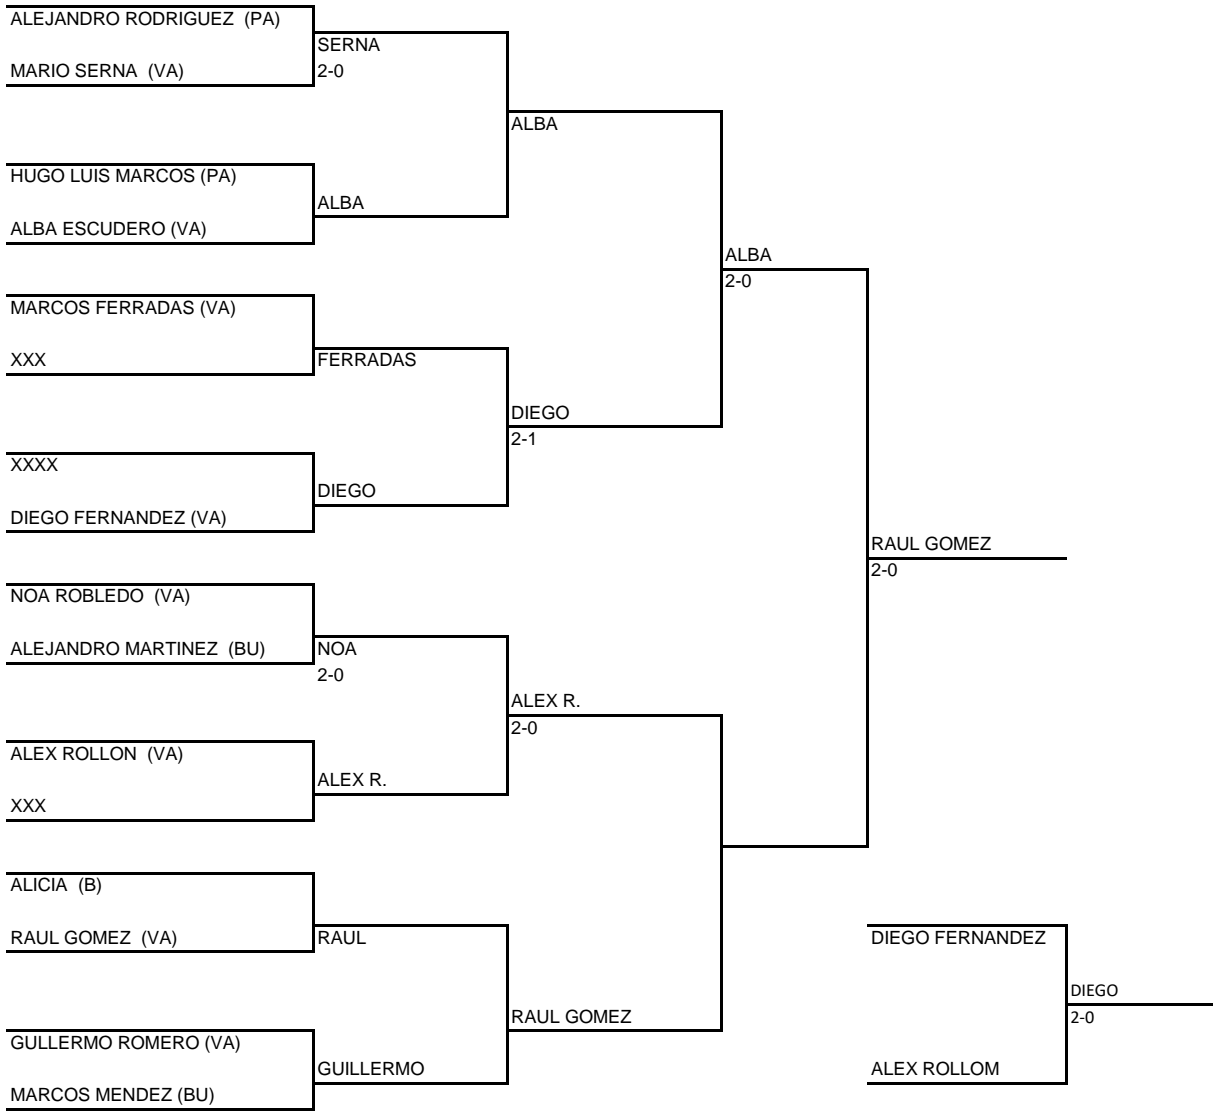 ALEJANDRO RODRIGUEZ (PA)
SERNA
MARIO SERNA (VA)
2-0
ALBA
HUGO LUIS MARCOS (PA)
ALBA
ALBA ESCUDERO (VA)
ALBA
2-0
MARCOS FERRADAS (VA)
XXX
FERRADAS
DIEGO
2-1
XXXX
DIEGO
DIEGO FERNANDEZ (VA)
RAUL GOMEZ
2-0
NOA ROBLEDO (VA)
ALEJANDRO MARTINEZ (BU)
NOA
2-0
ALEX R.
2-0
ALEX ROLLON (VA)
ALEX R.
XXX
ALICIA (B)
RAUL GOMEZ (VA)
RAUL
DIEGO FERNANDEZ
DIEGO
RAUL GOMEZ
2-0
GULLERMO ROMERO (VA)
GUILLERMO
ALEX ROLLOM
MARCOS MENDEZ (BU)